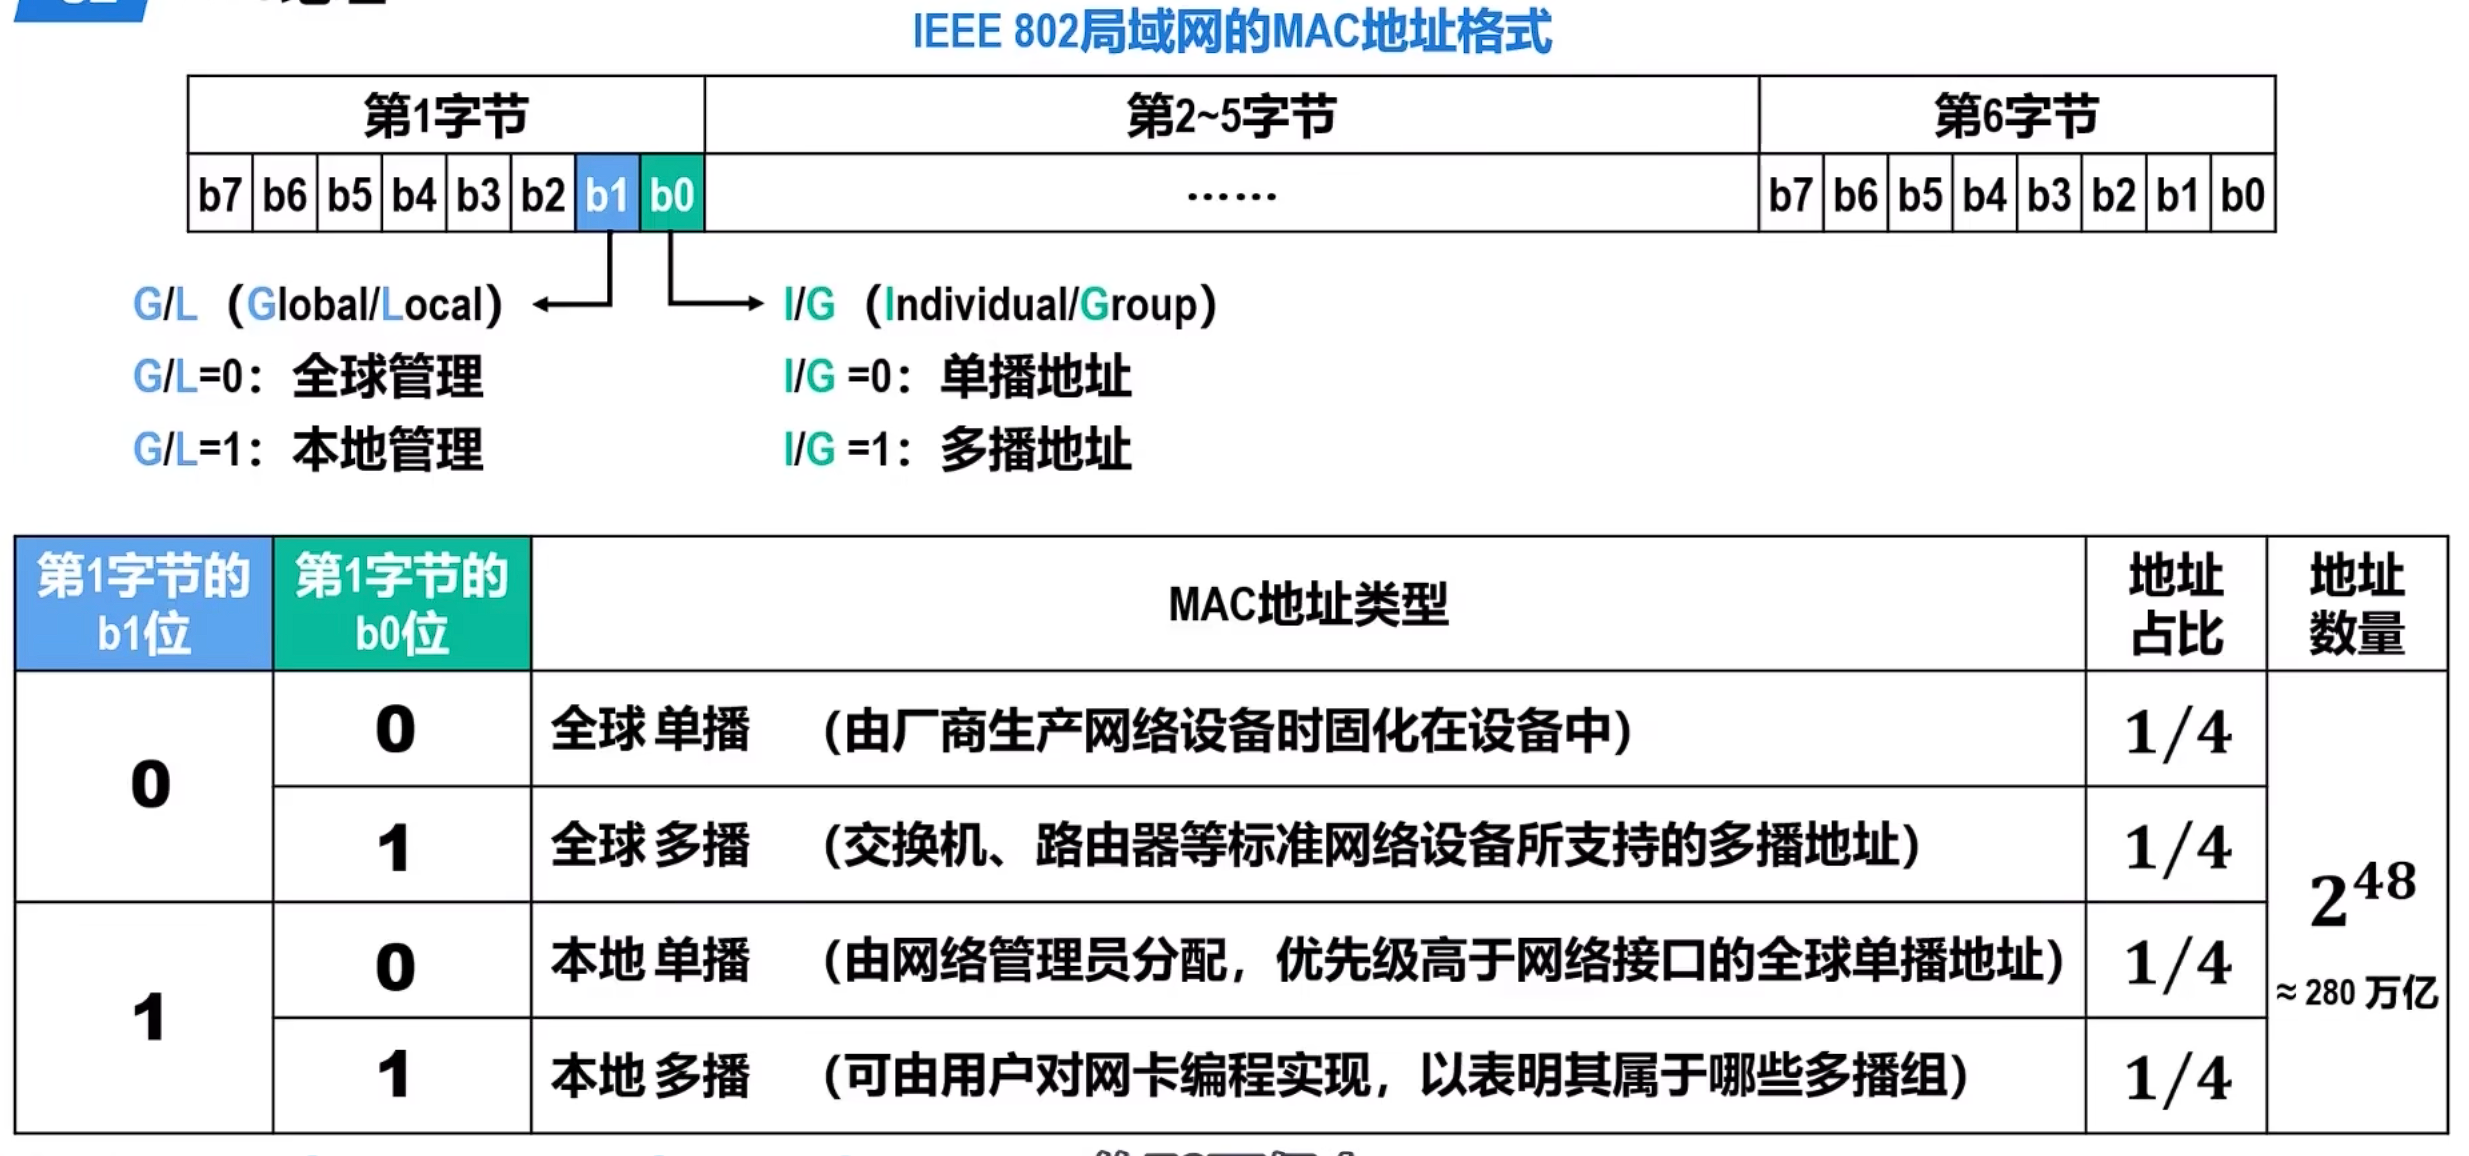 地址
IEEE 802局域网的MAC地址格式
第1字节 第2~5字节 第6字节
b7 b6 b5 b4 b3 b2 b1 b0 …… b7 b6 b5 b4 b3 b2 b1 b0
G/L（Global/Local） I/G（Individual/Group）
G/L=0：全球管理 I/G =0：单播地址
G/L=1：本地管理 I/G =1：多播地址
第1字节的 第1字节的 MAC地址类型 地址 地址
b1位 b0位 占比 数量
0 0 全球 单播 （由厂商生产网络设备时固化在设备中） 1/4
1 全球 多播 （交换机、路由器等标准网络设备所支持的多播地址） 1/4
1 0 本地 单播 （由网络管理员分配，优先级高于网络接口的全球单播地址） 1/4
1 本地 多播 （可由用户对网卡编程实现，以表明其属于哪些多播组） 1/4
2⁴⁸
≈ 280 万亿